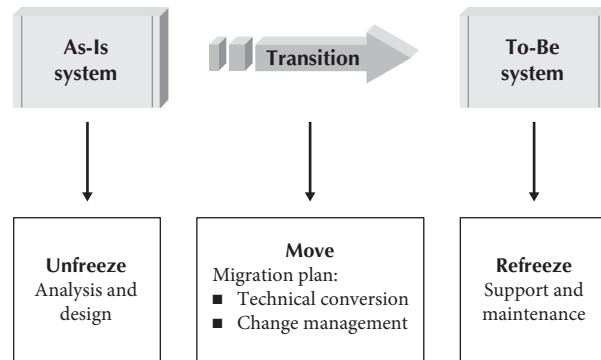 As-Is
system
Transition
To-Be
system
Unfreeze
Analysis and
design
Move
Migration plan:
■ Technical conversion
■ Change management
Refreeze
Support and
maintenance